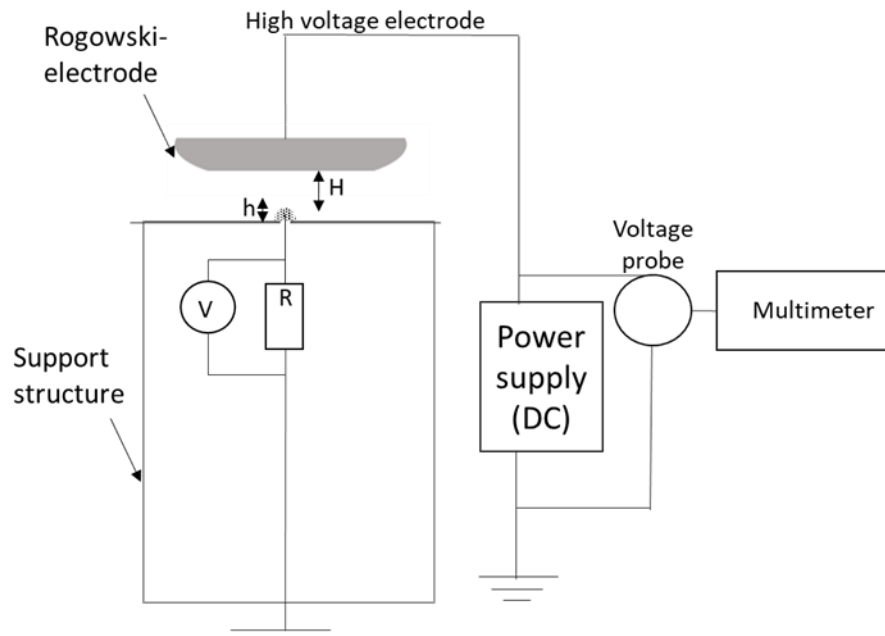 High voltage electrode
Rogowski-
electrode
H
h
Voltage
probe
V
R
Multimeter
Power
supply
(DC)
Support
structure